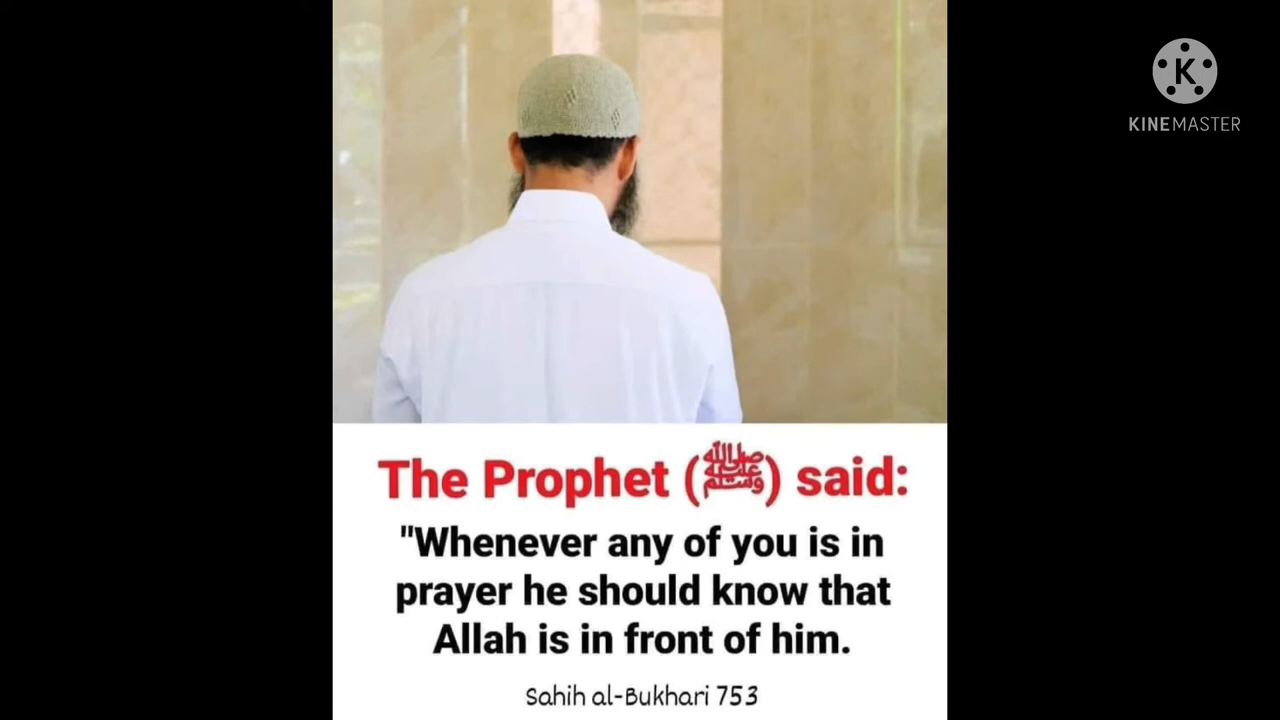 KINEMASTER
The Prophet (ﷺ) said:
"Whenever any of you is in
prayer he should know that
Allah is in front of him.
Sahih al-Bukhari 753